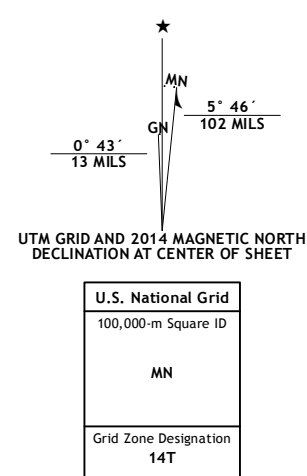 ★
MN
GN
5° 46´
102 MILS
0° 43´
13 MILS
UTM GRID AND 2014 MAGNETIC NORTH
DECLINATION AT CENTER OF SHEET
U.S. National Grid
100,000-m Square ID
MN
Grid Zone Designation
14T